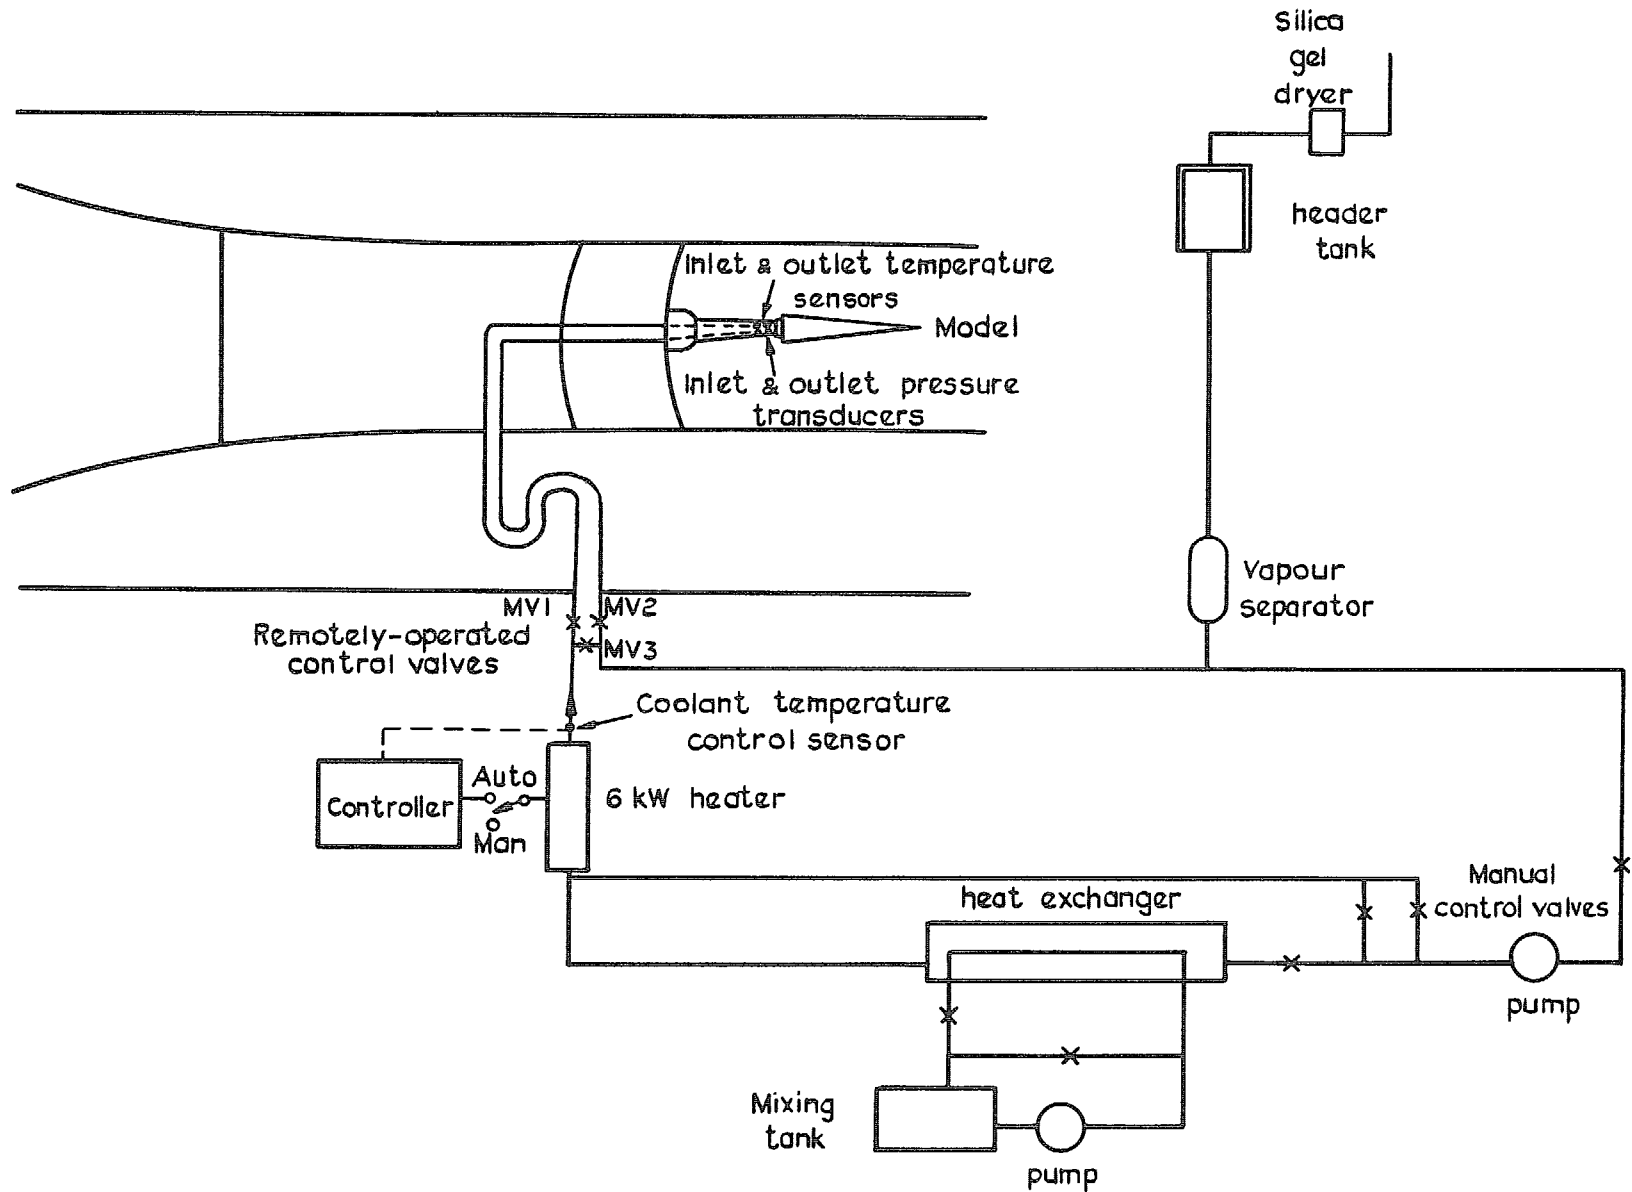 Silica
gel
dryer
header
tank
Inlet & outlet temperature
sensors
Model
Inlet & outlet pressure
transducers
Vapour
separator
MV1
MV2
Remotely-operated
control valves
MV3
Coolant temperature
control sensor
Auto
Controller
6 kW heater
Man
Manual
control valves
heat exchanger
pump
Mixing
tank
pump